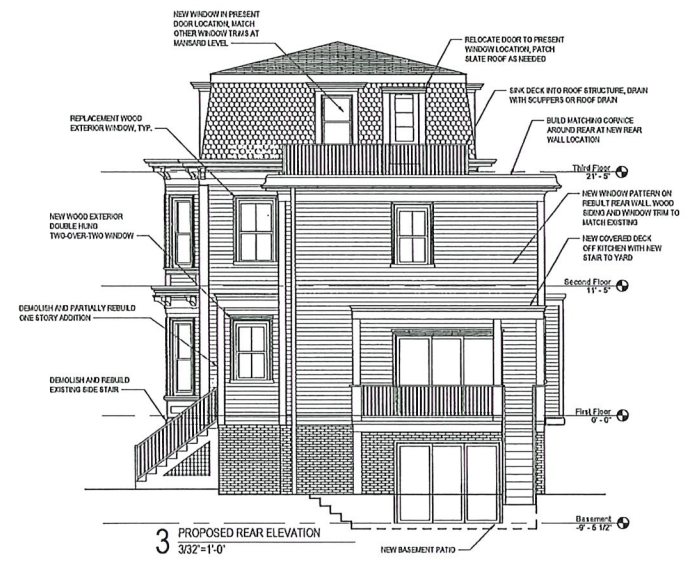 NEW WINDOW IN PRESENT
DOOR LOCATION, MATCH
OTHER WINDOW TRIMS AT
MANSARD LEVEL
RELOCATE DOOR TO PRESENT
WINDOW LOCATION, PATCH
SLATE ROOF AS NEEDED
SINK DECK INTO ROOF STRUCTURE, DRAIN
WITH SCUPPERS OR ROOF DRAIN
REPLACEMENT WOOD
EXTERIOR WINDOW, TYP.
BUILD MATCHING CORNICE
AROUND REAR AT NEW REAR
WALL LOCATION
Third Floor
21' - 5"
NEW WINDOW PATTERN ON
REBUILT REAR WALL. WOOD
SIDING AND WINDOW TRIM TO
MATCH EXISTING
NEW WOOD EXTERIOR
DOUBLE HUNG
TWO-OVER-TWO WINDOW
NEW COVERED DECK
OFF KITCHEN WITH NEW
STAIR TO YARD
Second Floor
11' - 5"
DEMOLISH AND PARTIALLY REBUILD
ONE STORY ADDITION
DEMOLISH AND REBUILD
EXISTING SIDE STAIR
First Floor
0' - 0"
Basement
-9' - 5 1/2"
3 PROPOSED REAR ELEVATION
3/32"=1'-0"
NEW BASEMENT PATIO